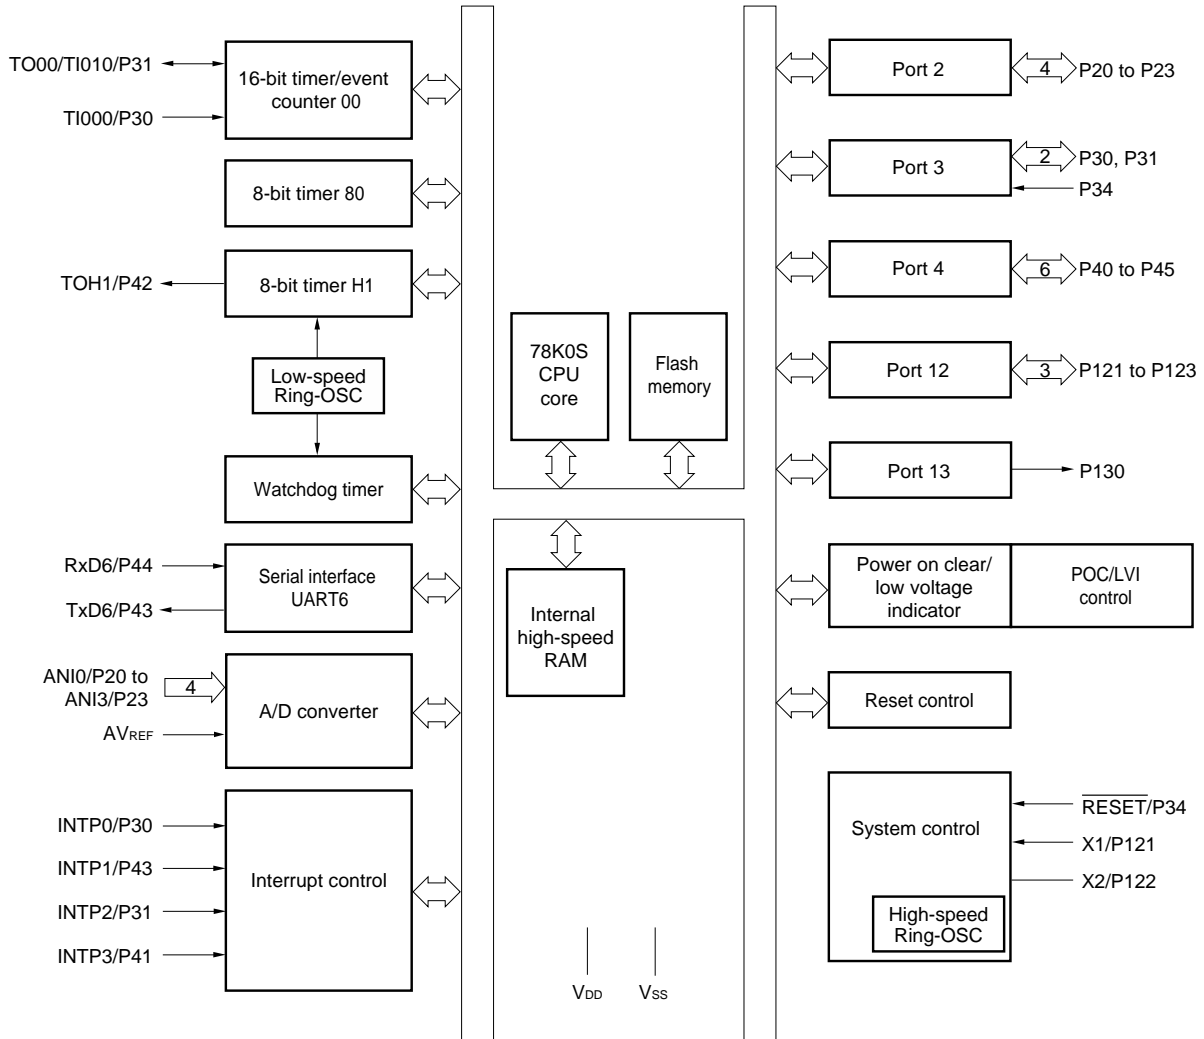 TO00/TI010/P31
TI000/P30
16-bit timer/event
counter 00
8-bit timer 80
TOH1/P42
8-bit timer H1
Low-speed
Ring-OSC
Watchdog timer
RxD6/P44
TxD6/P43
Serial interface
UART6
ANI0/P20 to
ANI3/P23
4
AVREF
A/D converter
INTP0/P30
INTP1/P43
INTP2/P31
INTP3/P41
Interrupt control
78K0S
CPU
core
Flash
memory
Internal
high-speed
RAM
VDD
VSS
Port 2
4
P20 to P23
Port 3
2
P30, P31
P34
Port 4
6
P40 to P45
Port 12
3
P121 to P123
Port 13
P130
Power on clear/
low voltage
indicator
POC/LVI
control
Reset control
System control
RESET/P34
X1/P121
X2/P122
High-speed
Ring-OSC